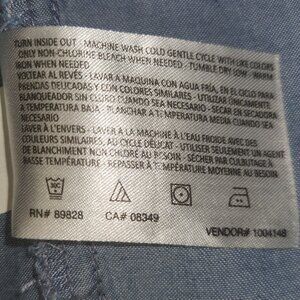 TURN INSIDE OUT - MACHINE WASH COLD GENTLE CYCLE WITH LIKE COLORS
ONLY NON-CHLORINE BLEACH WHEN NEEDED - TUMBLE DRY LOW - WARM
IRON WHEN NEEDED
VOLTEAR AL REVÉS - LAVAR A MAQUINA CON AGUA FRÍA, EN EL CICLO PARA
PRENDAS DELICADAS Y CON COLORES SIMILARES - UTILIZAR ÚNICAMENTE
BLANQUEADOR SIN CLORO CUANDO SEA NECESARIO - SECAR EN SECADORA
A TEMPERATURA BAJA - PLANCHAR A TEMPERATURA MEDIA CUANDO SEA
NECESARIO
LAVER À L'ENVERS - LAVER À LA MACHINE À L'EAU FROIDE AVEC DES
COULEURS SIMILAIRES, AU CYCLE DÉLICAT - UTILISER SEULEMENT UN AGENT
DE BLANCHIMENT NON CHLORÉ AU BESOIN - SÉCHER PAR CULBUTAGE À
BASSE TEMPÉRATURE - REPASSER À TEMPÉRATURE MOYENNE AU BESOIN
30C
RN# 89828 CA# 08349
VENDOR# 1004148